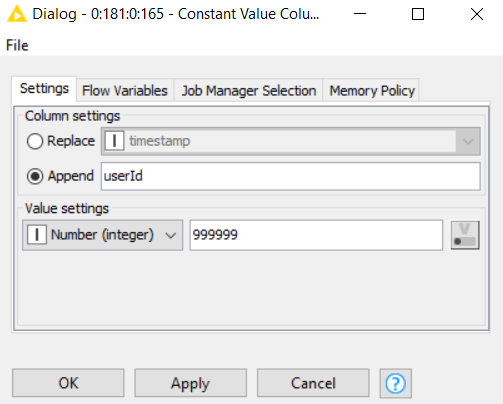 Dialog - 0:181:0:165 - Constant Value Colu...
File
Settings Flow Variables Job Manager Selection Memory Policy
Column settings
Replace I timestamp
Append userId
Value settings
I Number (integer) 999999 V
OK Apply Cancel ?